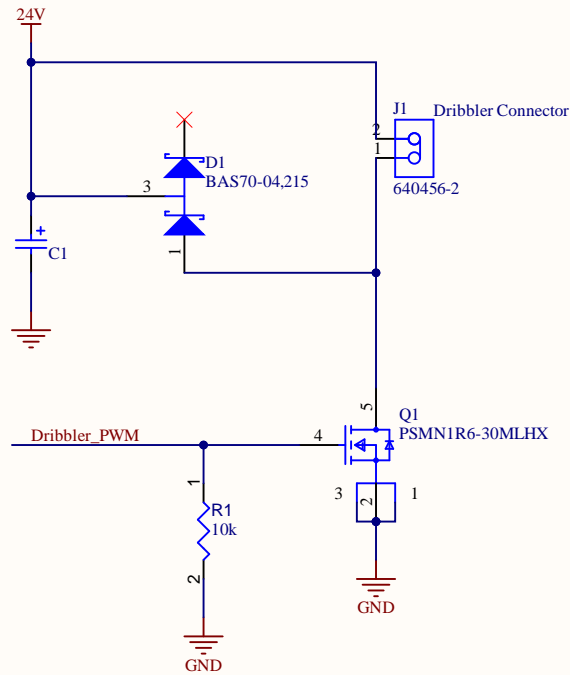 24V
J1
Dribbler Connector
2
1
640456-2
D1
BAS70-04,215
3
1
+
C1
5
Q1
PSMN1R6-30MLHX
Dribbler_PWM
4
3
2
1
1
R1
10k
2
GND
GND